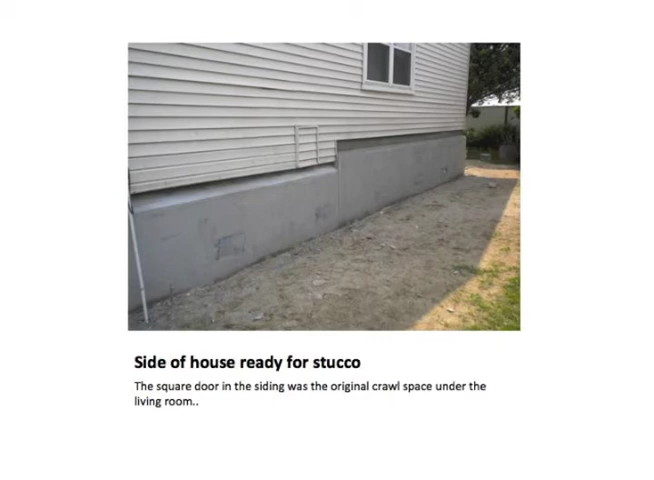 Side of house ready for stucco
The square door in the siding was the original crawl space under the
living room..